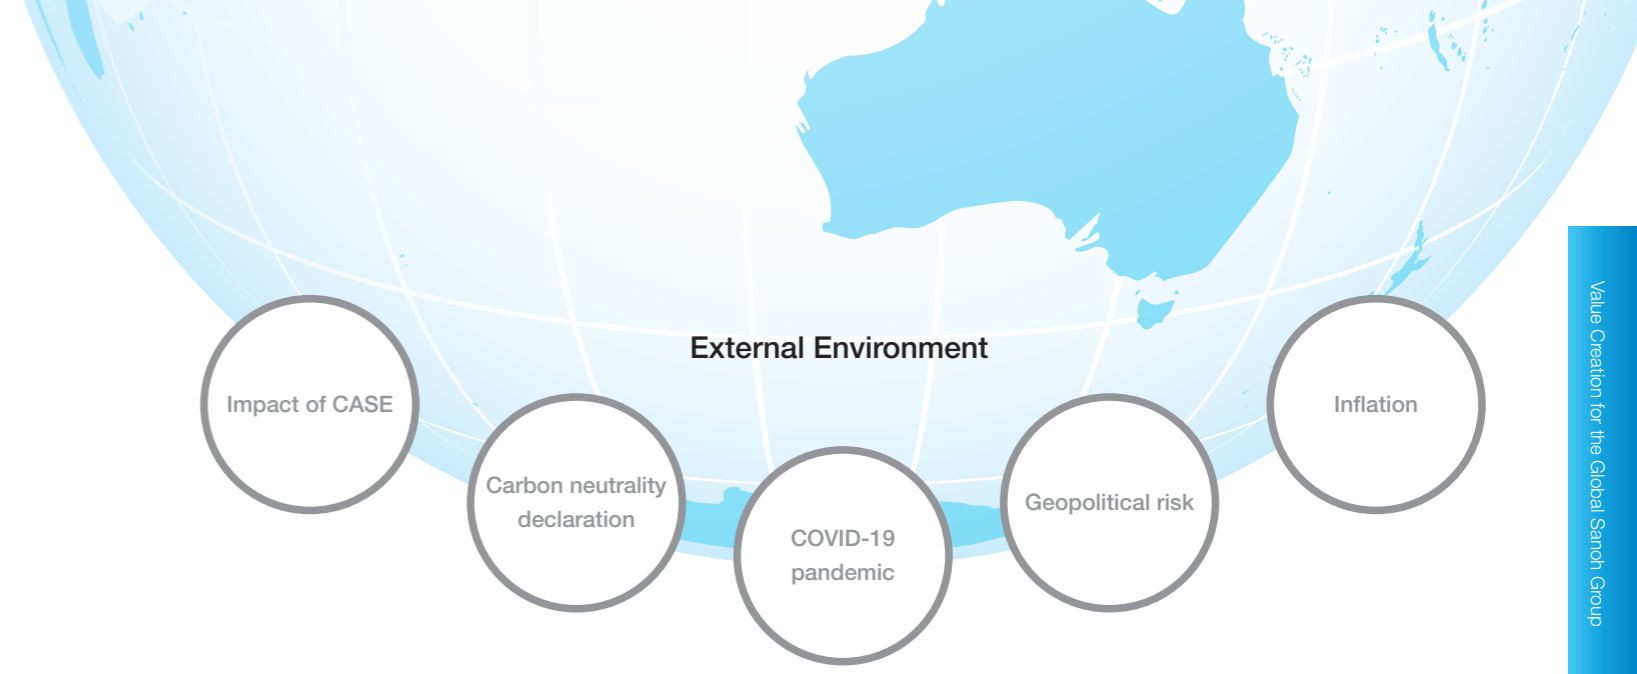 External Environment
Impact of CASE
Carbon neutrality
declaration
COVID-19
pandemic
Geopolitical risk
Inflation
Value Creation for the Global Sanoh Group